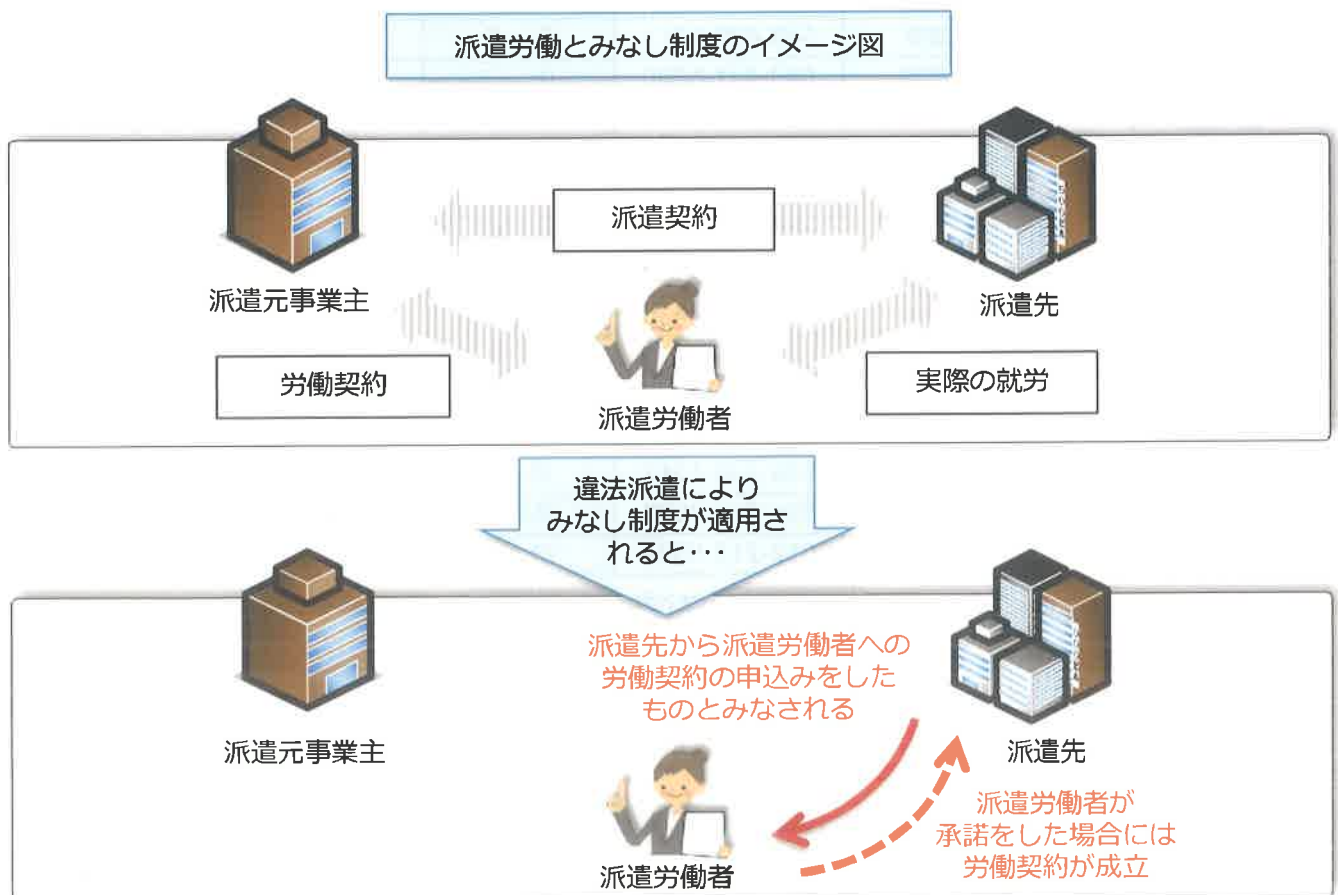 派遣労働とみなし制度のイメージ図
派遣契約
派遣元事業主
派遣先
労働契約
実際の就労
派遣労働者
違法派遣により
みなし制度が適用さ
れると･･･
派遣先から派遣労働者への
労働契約の申込みをした
ものとみなされる
派遣元事業主
派遣先
派遣労働者が
承諾をした場合には
労働契約が成立
派遣労働者